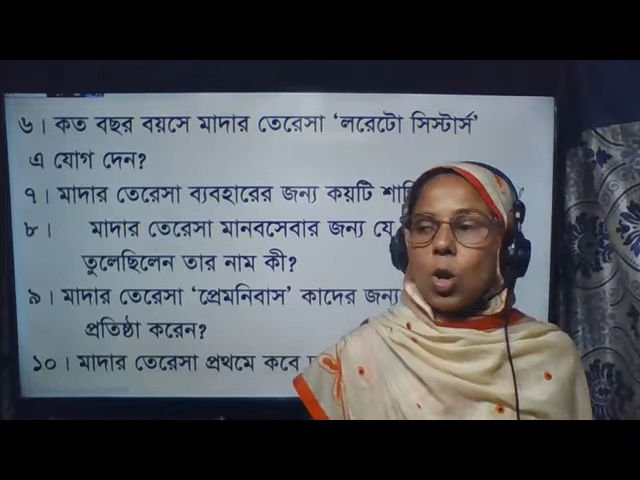 ৬। কত বছর বয়সে মাদার তেরেসা ‘লরেটো সিস্টার্স’
এ যোগ দেন?
৭। মাদার তেরেসা ব্যবহারের জন্য কয়টি
৮। মাদার তেরেসা মানবসেবার জন্য যে
তুলেছিলেন তার নাম কী?
৯। মাদার তেরেসা ‘প্রেমনিবাস’ কাদের জন্য
প্রতিষ্ঠা করেন?
১০। মাদার তেরেসা প্রথমে কবে